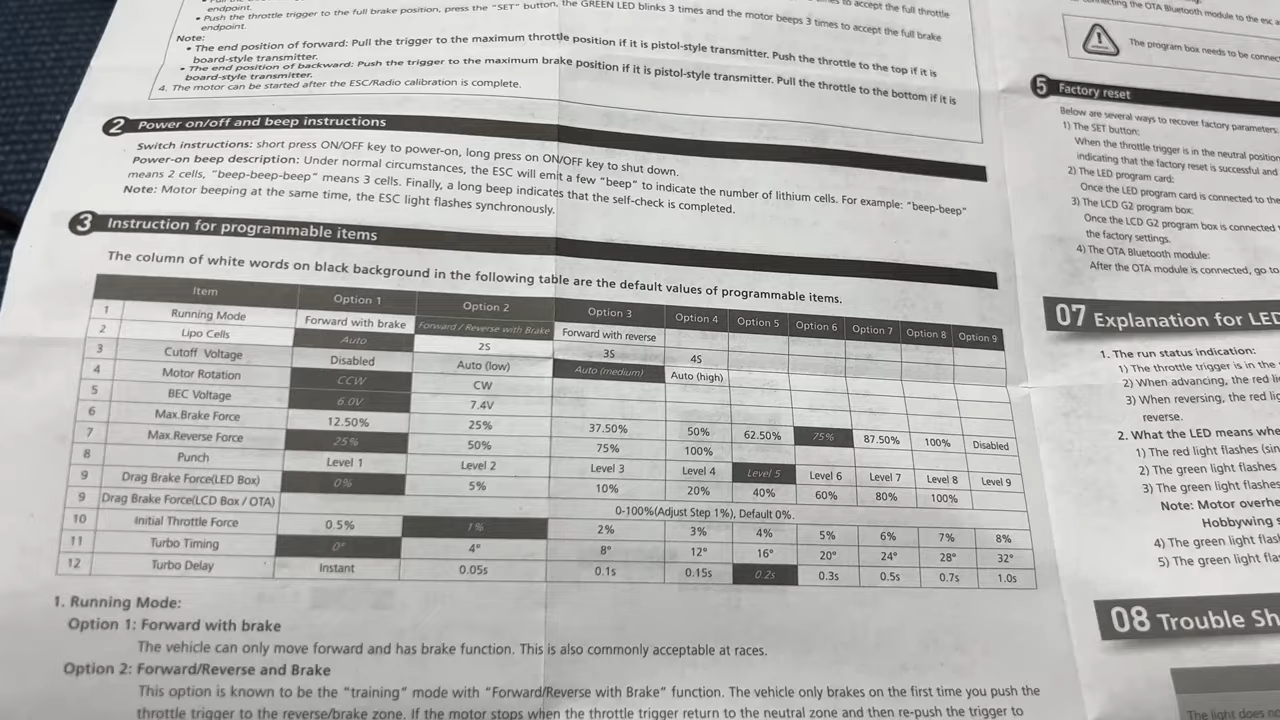 to accept the full throttle
endpoint.
• Push the throttle trigger to the full brake position, press the "SET" button, the GREEN LED blinks 3 times and the motor beeps 3 times to accept the full brake
endpoint.
Note:
• The end position of forward: Pull the trigger to the maximum throttle position if it is pistol-style transmitter. Push the throttle to the top if it is
board-style transmitter.
• The end position of backward: Push the trigger to the maximum brake position if it is pistol-style transmitter. Pull the throttle to the bottom if it is
board-style transmitter.
4. The motor can be started after the ESC/Radio calibration is complete.
2 Power on/off and beep instructions
Switch instructions: short press ON/OFF key to power-on, long press on ON/OFF key to shut down.
Power-on beep description: Under normal circumstances, the ESC will emit a few "beep" to indicate the number of lithium cells. For example: "beep-beep"
means 2 cells, "beep-beep-beep" means 3 cells. Finally, a long beep indicates that the self-check is completed.
Note: Motor beeping at the same time, the ESC light flashes synchronously.
3 Instruction for programmable items
The column of white words on black background in the following table are the default values of programmable items.
Item Option 1 Option 2 Option 3 Option 4 Option 5 Option 6 Option 7 Option 8 Option 9
1 Running Mode Forward with brake Forward / Reverse with Brake Forward with reverse
2 Lipo Cells Auto 2S 3S 4S
3 Cutoff Voltage Disabled Auto (low) Auto (medium) Auto (high)
4 Motor Rotation CCW CW
5 BEC Voltage 6.0V 7.4V
6 Max.Brake Force 12.50% 25% 37.50% 50% 62.50% 75% 87.50% 100% Disabled
7 Max.Reverse Force 25% 50% 75% 100%
8 Punch Level 1 Level 2 Level 3 Level 4 Level 5 Level 6 Level 7 Level 8 Level 9
9 Drag Brake Force(LED Box) 0% 5% 10% 20% 40% 60% 80% 100%
9 Drag Brake Force(LCD Box / OTA) 0-100%(Adjust Step 1%), Default 0%.
10 Initial Throttle Force 0.5% 1% 2% 3% 4% 5% 6% 7% 8%
11 Turbo Timing 0° 4° 8° 12° 16° 20° 24° 28° 32°
12 Turbo Delay Instant 0.05s 0.1s 0.15s 0.2s 0.3s 0.5s 0.7s 1.0s
1. Running Mode:
Option 1: Forward with brake
The vehicle can only move forward and has brake function. This is also commonly acceptable at races.
Option 2: Forward/Reverse and Brake
This option is known to be the "training" mode with "Forward/Reverse with Brake" function. The vehicle only brakes on the first time you push the
throttle trigger to the reverse/brake zone. If the motor stops when the throttle trigger return to the neutral zone and then re-push the trigger to
the OTA Bluetooth module to the esc
The program box needs to be
5 Factory reset
Below are several ways to recover factory parameters.
1) The SET button:
When the throttle trigger is in the neutral
indicating that the factory reset is successful and
2) The LED program card:
Once the LED program card is connected to the
3) The LCD G2 program box:
Once the LCD G2 program box is connected
the factory settings.
4) The OTA Bluetooth module:
After the OTA module is connected, go to
07 Explanation for LED
1. The run status indication:
1) The throttle trigger is in the
2) When advancing, the red
3) When reversing, the red
reverse.
2. What the LED means
1) The red light flashes
2) The green light flashes
3) The green light flashes
Note: Motor
Hobbywing
4) The green light
5) The green light
08 Trouble
The light does